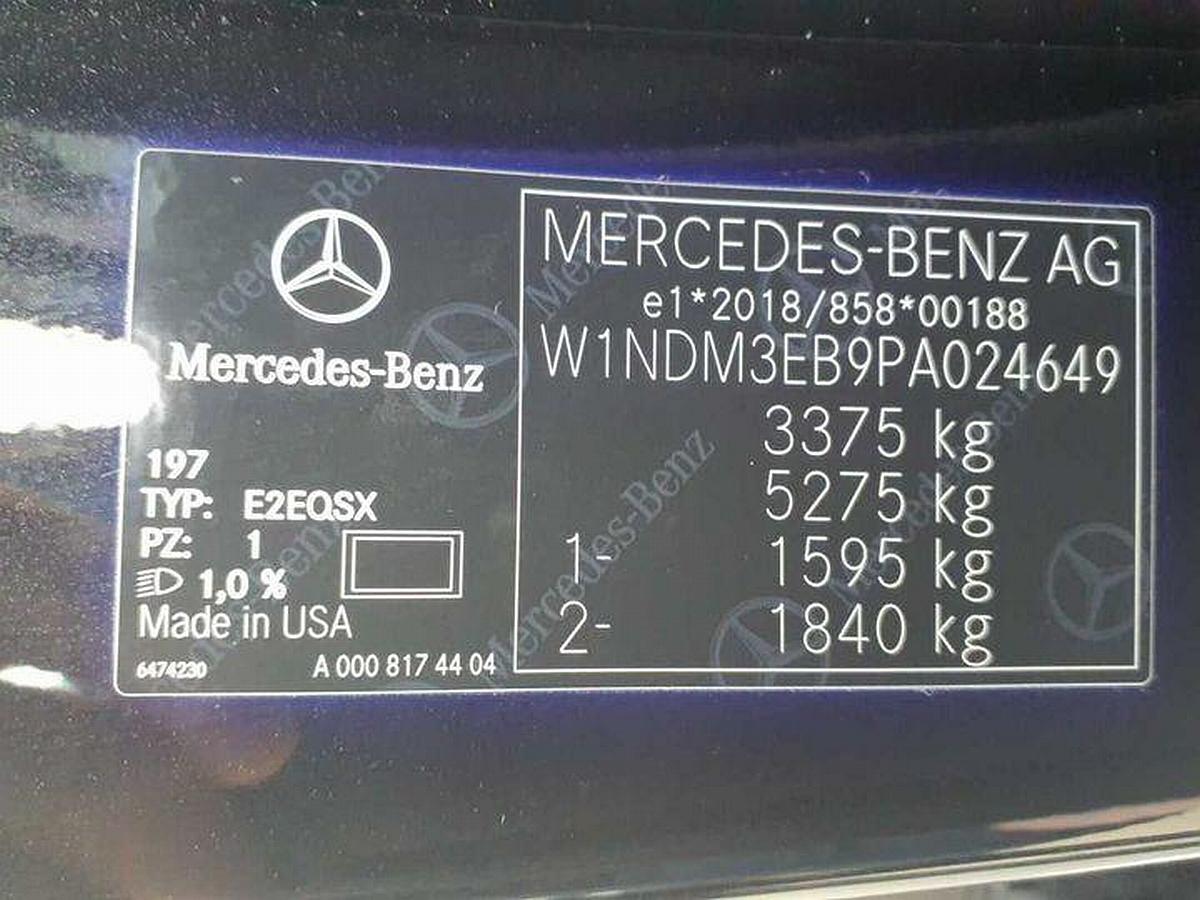 Mercedes-Benz
197
TYP: E2EQSX
PZ: 1
1,0 %
Made in USA
6474230 A 000 817 44 04
MERCEDES-BENZ AG
e1*2018/858*00188
W1NDM3EB9PA024649
3375 kg
5275 kg
1- 1595 kg
2- 1840 kg